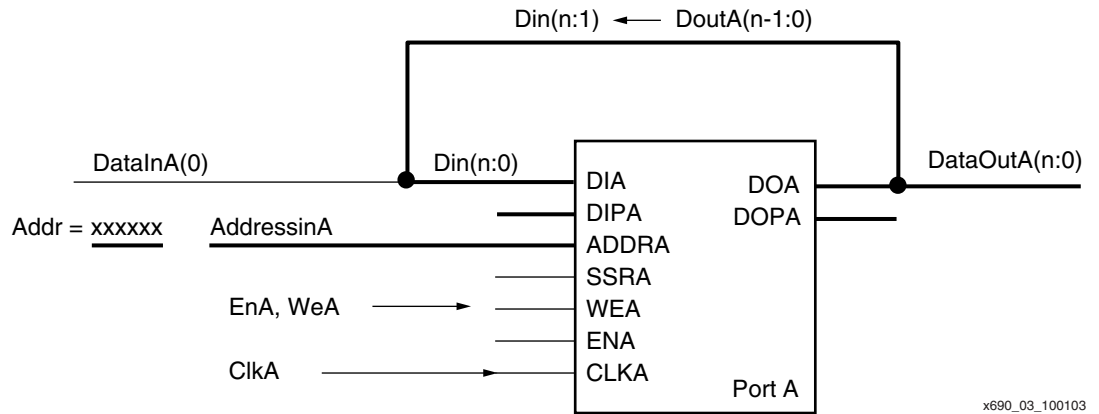 Din(n:1) ← DoutA(n-1:0)
DataInA(0)
Din(n:0)
DataOutA(n:0)
DIA
DOA
DIPA
DOPA
Addr = xxxxxx
AddressinA
ADDRA
SSRA
EnA, WeA
WEA
ENA
ClkA
CLKA
Port A
x690_03_100103